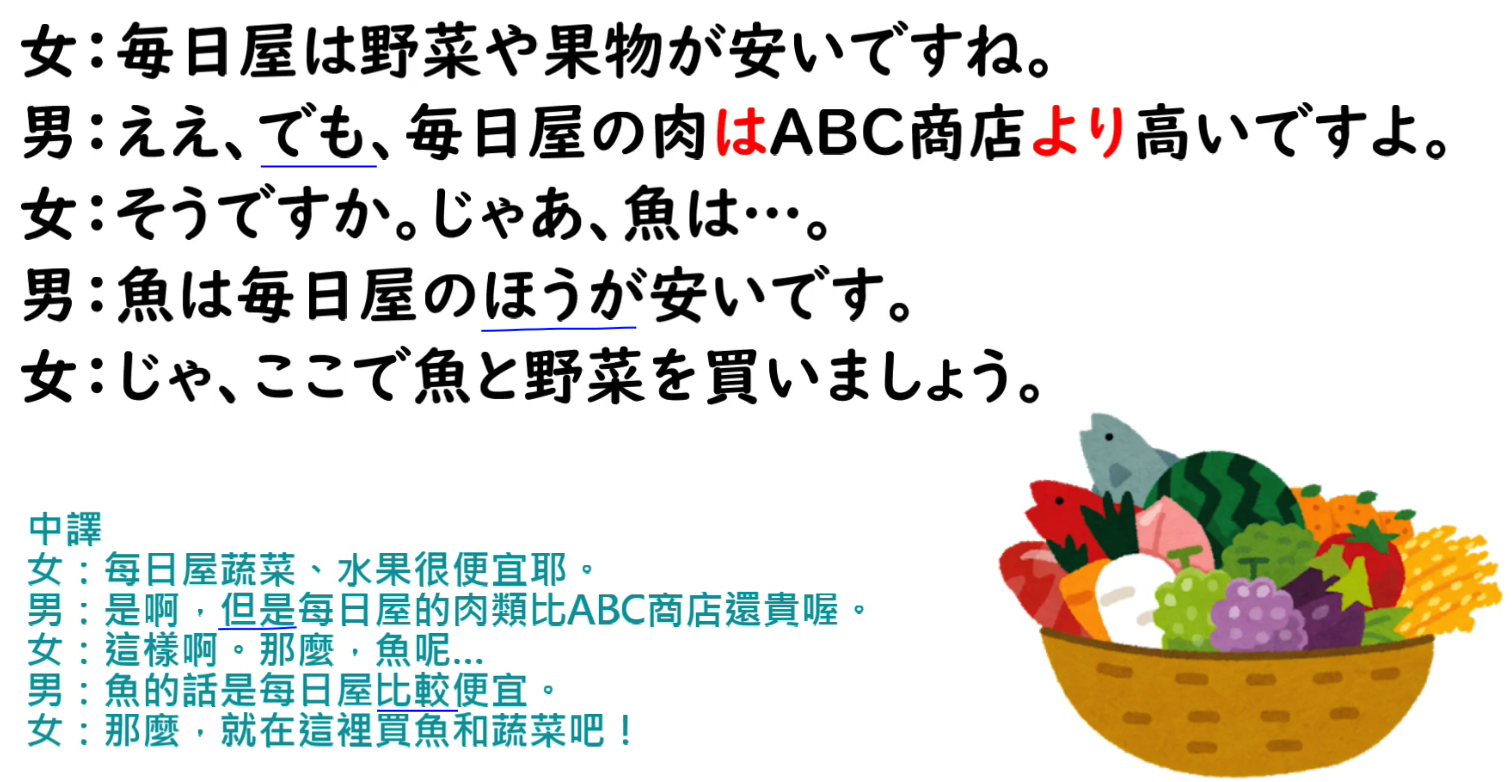 女：毎日屋は野菜や果物が安いですね。
男：ええ、でも、毎日屋の肉はABC商店より高いですよ。
女：そうですか。じゃあ、魚は…。
男：魚は毎日屋のほうが安いです。
女：じゃ、ここで魚と野菜を買いましょう。
中譯
女：每日屋蔬菜、水果很便宜耶。
男：是啊，但是每日屋的肉類比ABC商店還貴喔。
女：這樣啊。那麼，魚呢...
男：魚的話是每日屋比較便宜。
女：那麼，就在這裡買魚和蔬菜吧！